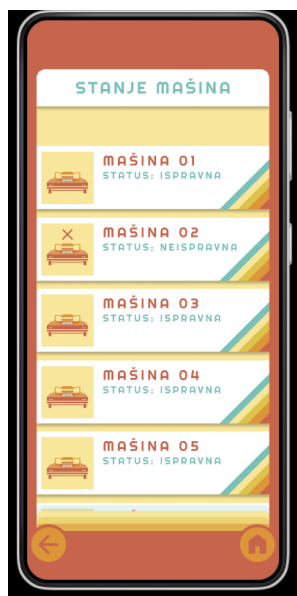 STANJE MAŠINA
MAŠINA 01
STATUS: ISPRAVNA
MAŠINA 02
STATUS: NEISPRAVNA
MAŠINA 03
STATUS: ISPRAVNA
MAŠINA 04
STATUS: ISPRAVNA
MAŠINA 05
STATUS: ISPRAVNA